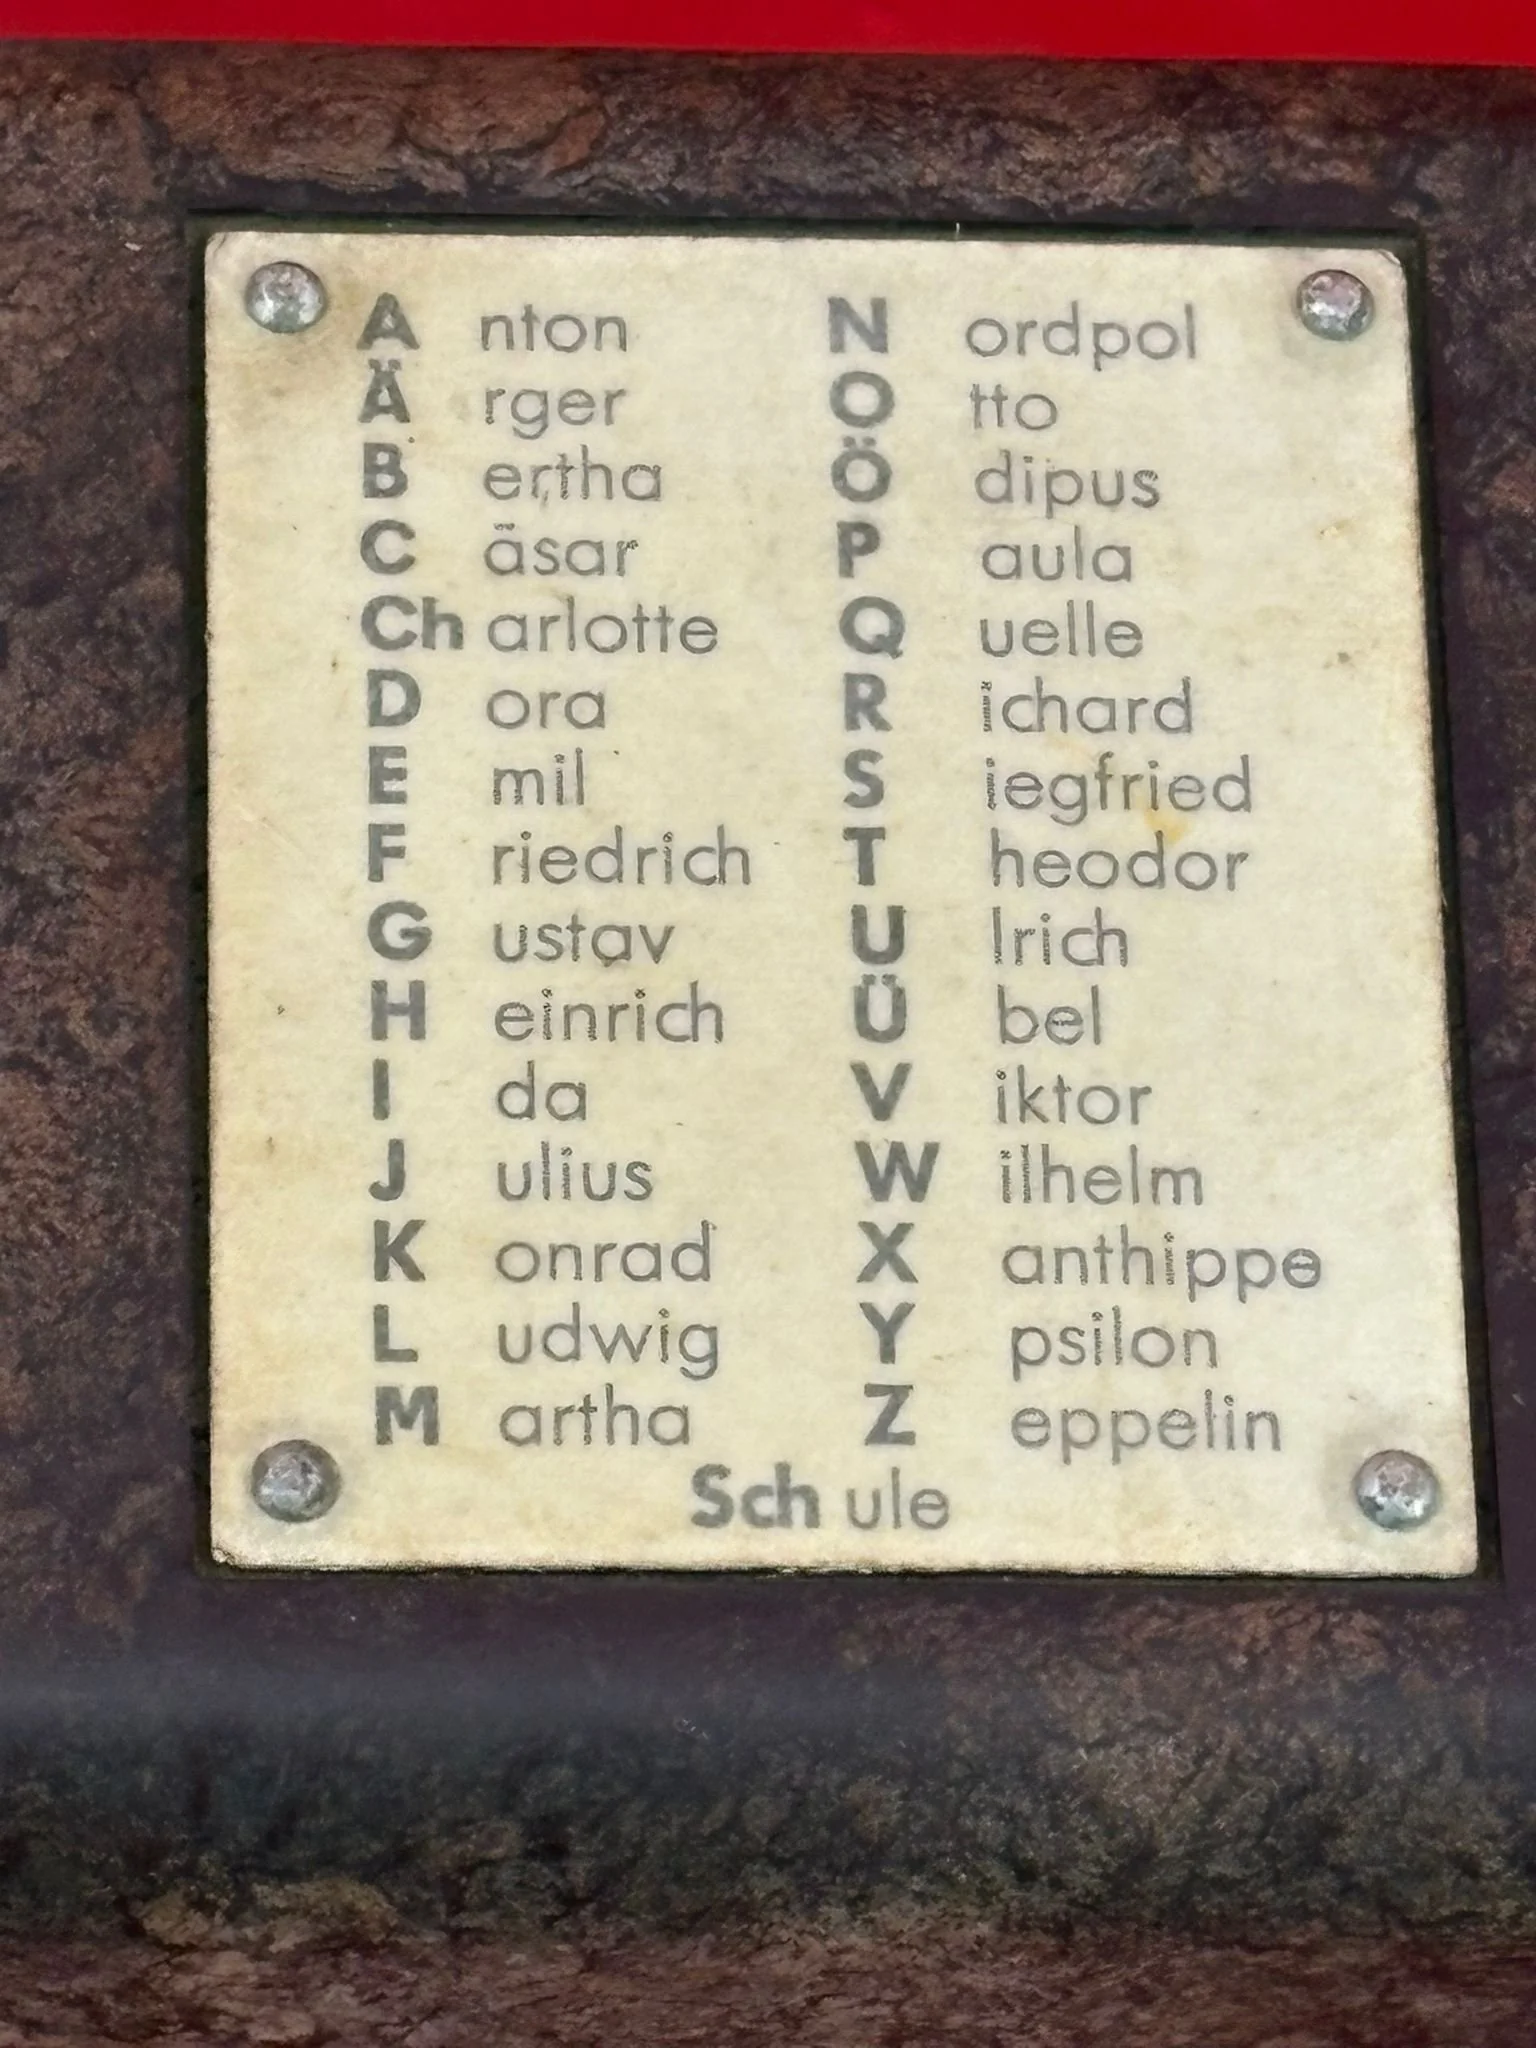 A nton
Ä rger
B ertha
C äsar
Ch arlotte
D ora
E mil
F riedrich
G ustav
H einrich
I da
J ulius
K onrad
L udwig
M artha
N ordpol
O tto
Ö dipus
P aula
Q uelle
R ichard
S iegfried
T heodor
U lrich
Ü bel
V iktor
W ilhelm
X anthippe
Y psilon
Z eppelin
Sch ule